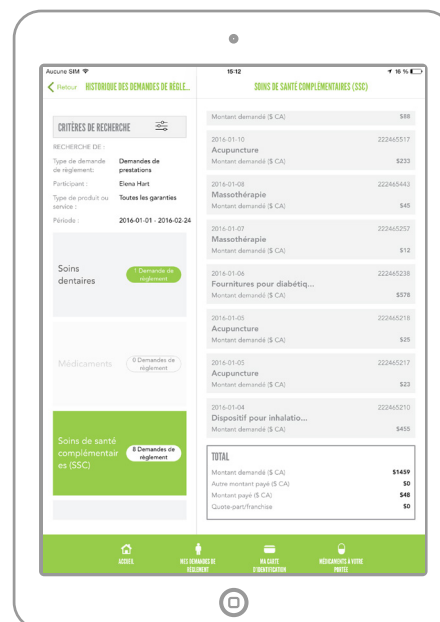 Aucune SIM 15:12 16 %
Retour HISTORIQUE DES DEMANDES DE RÈGLE... SOINS DE SANTÉ COMPLÉMENTAIRES (SSC)
CRITÈRES DE RECHERCHE
RECHERCHE DE :
Type de demande de règlement: Demandes de prestations
Participant : Elena Hart
Type de produit ou service : Toutes les garanties
Période : 2016-01-01 - 2016-02-24
Soins dentaires
1 Demande de règlement
Médicaments
0 Demandes de règlement
Soins de santé
complémentair
es (SSC)
8 Demandes de règlement
Montant demandé ($ CA) $88
2016-01-10 222465517
Acupuncture
Montant demandé ($ CA) $233
2016-01-08 222465443
Massothérapie
Montant demandé ($ CA) $45
2016-01-07 222465257
Massothérapie
Montant demandé ($ CA) $12
2016-01-06 222465238
Fournitures pour diabétiq...
Montant demandé ($ CA) $578
2016-01-05 222465218
Acupuncture
Montant demandé ($ CA) $25
2016-01-05 222465217
Acupuncture
Montant demandé ($ CA) $23
2016-01-04 222465210
Dispositif pour inhalatio...
Montant demandé ($ CA) $455
TOTAL
Montant demandé ($ CA) $1459
Autre montant payé ($ CA) $0
Montant payé ($ CA) $48
Quote-part/franchise $0
ACCUEIL
MES DEMANDES DE
RÈGLEMENT
MA CARTE
D'IDENTIFICATION
MÉDICAMENTS À VOTRE
PORTÉE